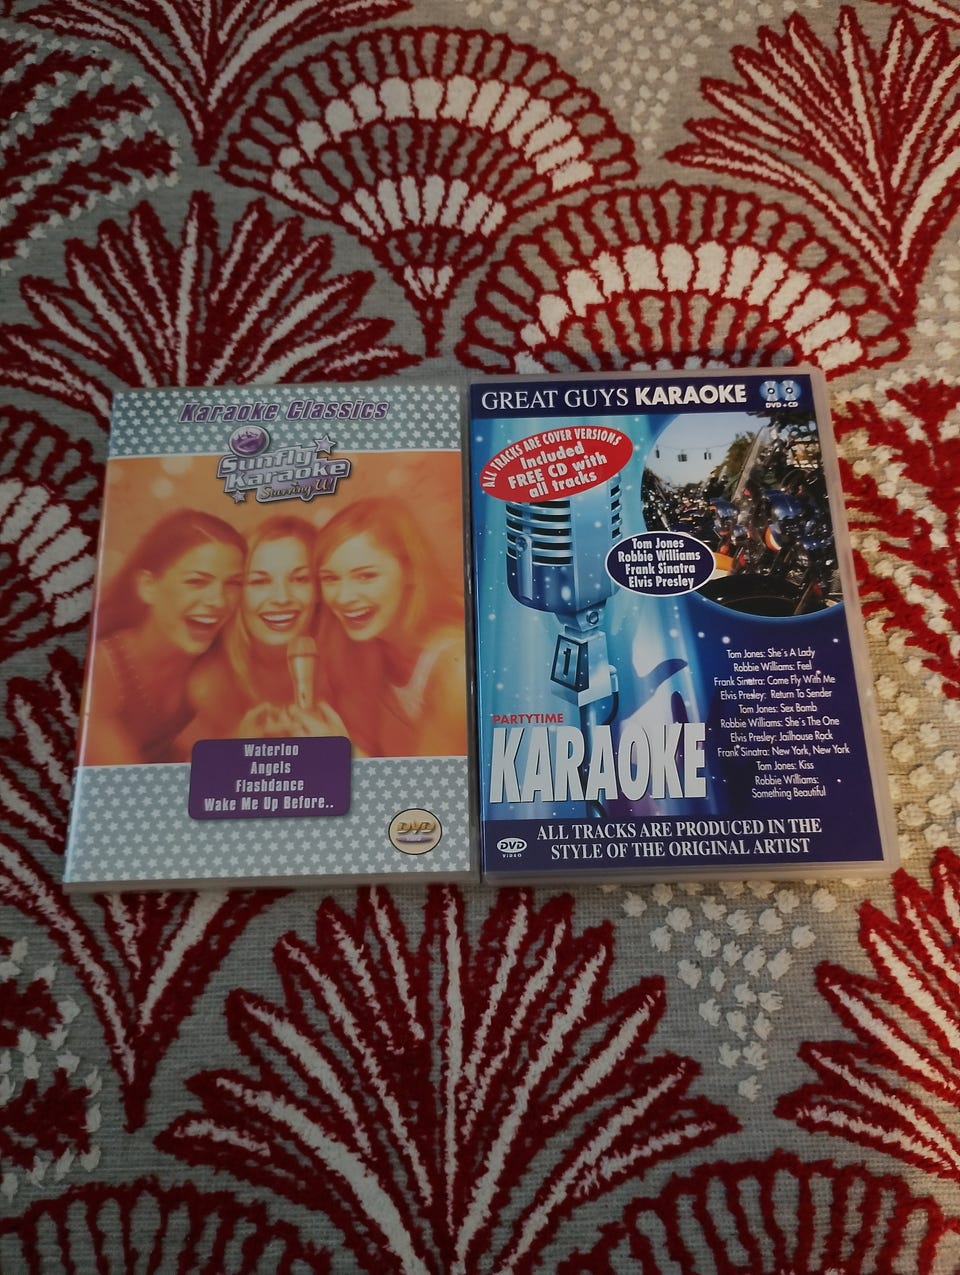 Karaoke Classics
Sunfly
Karaoke
Starring U!
Waterloo
Angels
Flashdance
Wake Me Up Before..
DVD
GREAT GUYS KARAOKE
DVD + CD
ALL TRACKS ARE COVER VERSIONS
Included
FREE CD with
all tracks
Tom Jones
Robbie Williams
Frank Sinatra
Elvis Presley
1
Tom Jones: She's A Lady
Robbie Williams: Feel
Frank Sinatra: Come Fly With Me
Elvis Presley: Return To Sender
Tom Jones: Sex Bomb
Robbie Williams: She's The One
Elvis Presley: Jailhouse Rock
Frank Sinatra: New York, New York
Tom Jones: Kiss
Robbie Williams:
Something Beautiful
PARTYTIME
KARAOKE
DVD
VIDEO
ALL TRACKS ARE PRODUCED IN THE
STYLE OF THE ORIGINAL ARTIST